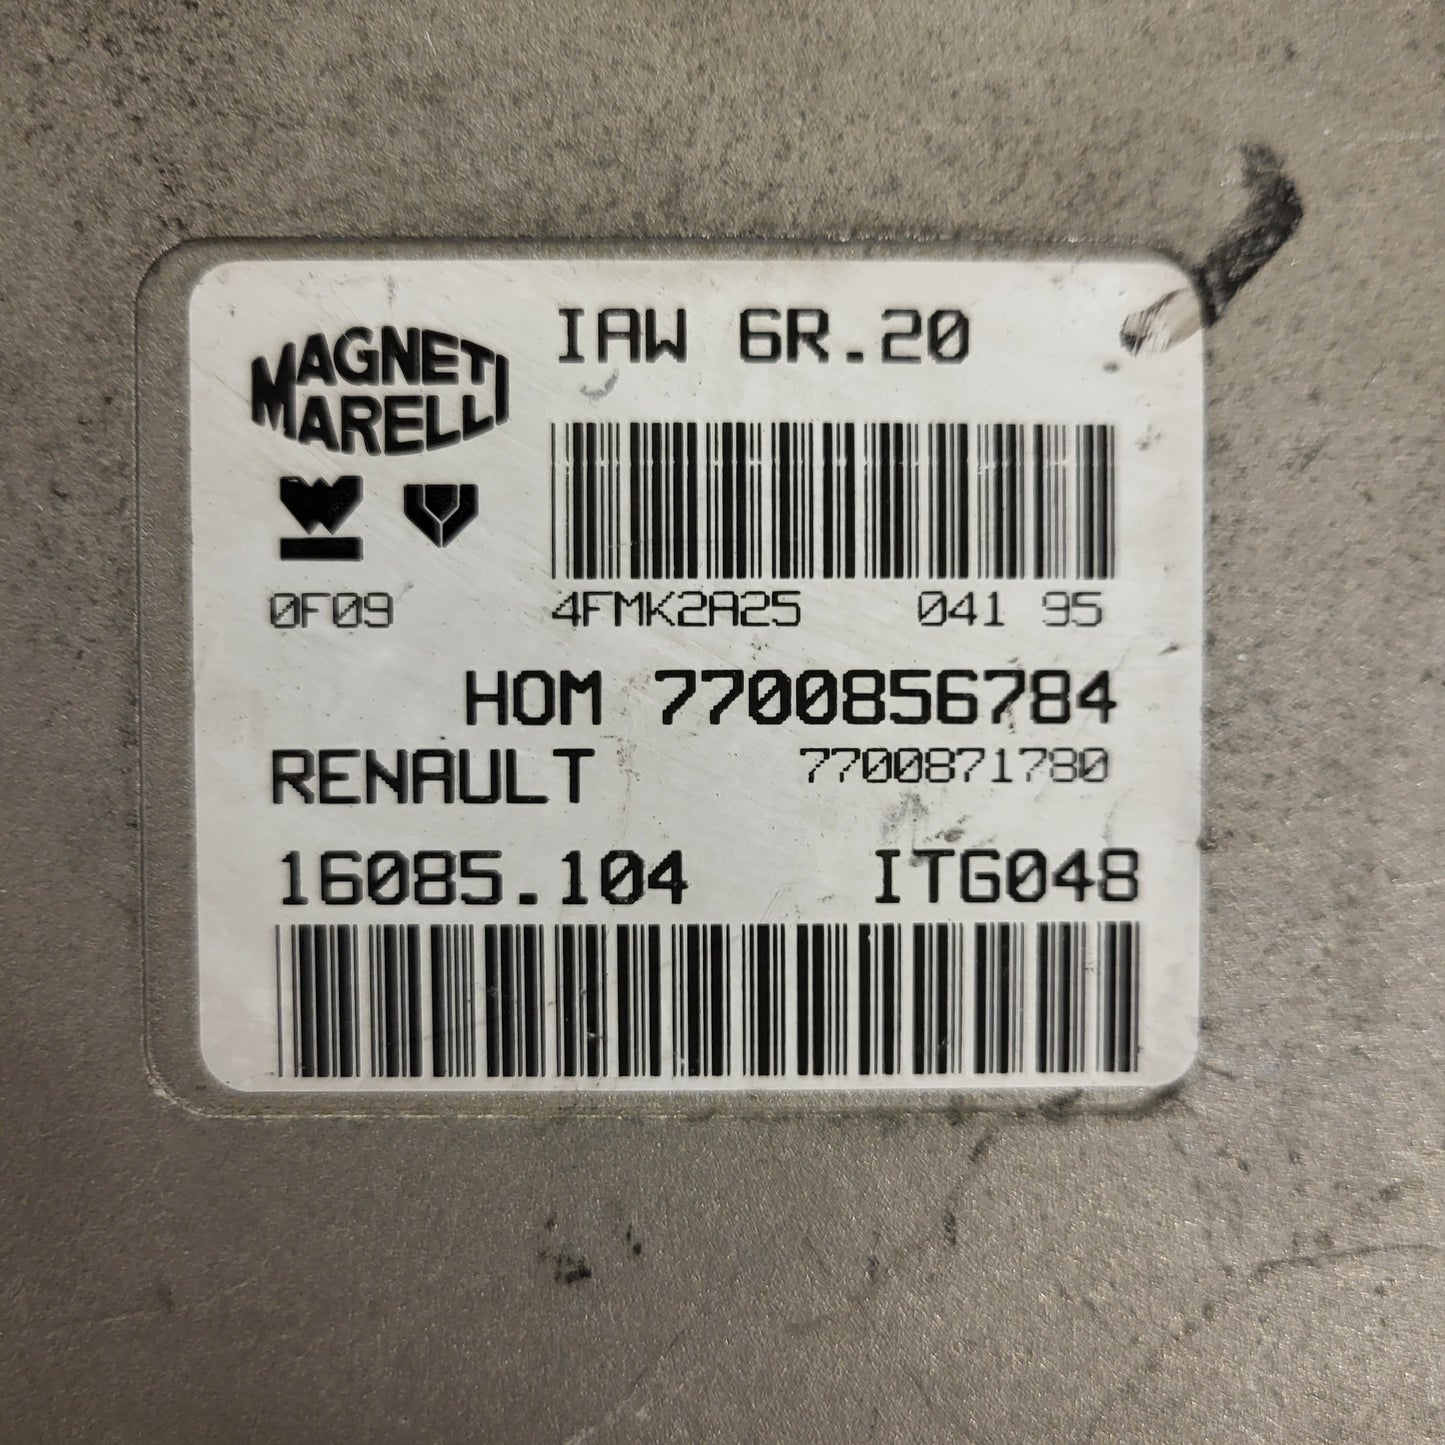 IAW 6R.20
MAGNETI
MARELLI
0F09 4FMK2A25 041 95
HOM 7700856784
RENAULT 7700871780
16085.104 ITG048